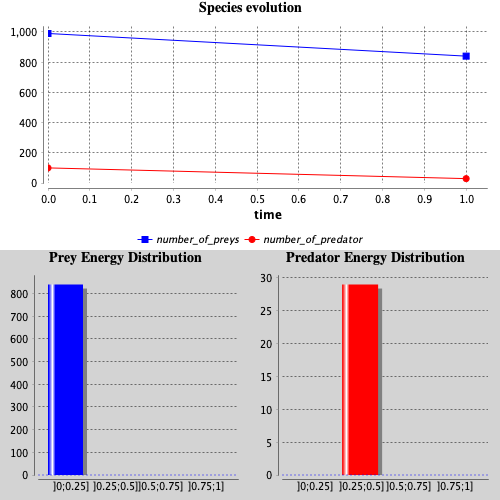 Species evolution
1,000
800
600
400
200
0
0.0 0.1 0.2 0.3 0.4 0.5 0.6 0.7 0.8 0.9 1.0
time
number_of_preys number_of_predator
Prey Energy Distribution
800
700
600
500
400
300
200
100
0
]0;0.25] ]0.25;0.5]]0.5;0.75] ]0.75;1]
Predator Energy Distribution
30
25
20
15
10
5
0
]0;0.25] ]0.25;0.5]]0.5;0.75] ]0.75;1]